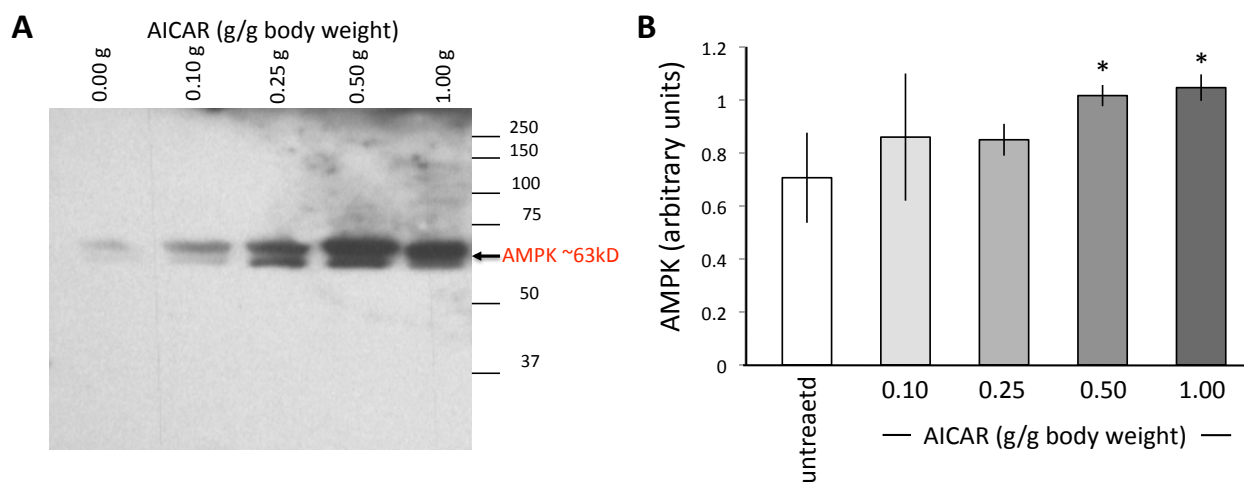 A
AICAR (g/g body weight)
0.00 g
0.10 g
0.25 g
0.50 g
1.00 g
250
150
100
75
AMPK ~63kD
50
37
B
AMPK (arbitrary units)
1.2
1
0.8
0.6
0.4
0.2
0
* *
untreaetd
0.10 0.25 0.50 1.00
AICAR (g/g body weight)